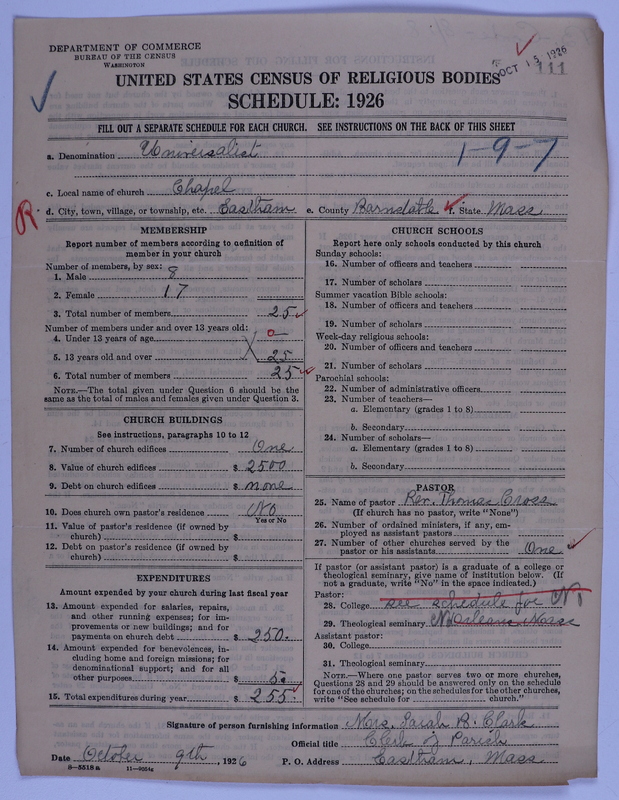 DEPARTMENT OF COMMERCE
BUREAU OF THE CENSUS
WASHINGTON
OCT 15 1926
111
UNITED STATES CENSUS OF RELIGIOUS BODIES
SCHEDULE: 1926
FILL OUT A SEPARATE SCHEDULE FOR EACH CHURCH. SEE INSTRUCTIONS ON THE BACK OF THIS SHEET
a. Denomination Universalist
1-9-7
c. Local name of church Chapel
R
d. City, town, village, or township, etc. Eastham e. County Barnstable f. State Mass
MEMBERSHIP
Report number of members according to definition of
member in your church
Number of members, by sex:
1. Male 8
2. Female 17
3. Total number of members 25
Number of members under and over 13 years old:
4. Under 13 years of age 0
5. 13 years old and over 25
6. Total number of members 25
NOTE.—The total given under Question 6 should be
same as the total of males and females given under Question 3.
CHURCH BUILDINGS
See instructions, paragraphs 10 to 12
7. Number of church edifices One
8. Value of church edifices $ 2500
9. Debt on church edifices $ none
10. Does church own pastor's residence No
Yes or No
11. Value of pastor's residence (if owned by
church) $
12. Debt on pastor's residence (if owned by
church) $
EXPENDITURES
Amount expended by your church during last fiscal year
13. Amount expended for salaries, repairs,
and other running expenses; for im-
provements or new buildings; and for
payments on church debt $ 250.
14. Amount expended for benevolences, in-
cluding home and foreign missions; for
denominational support; and for all
other purposes $ 5.
15. Total expenditures during year $ 255
CHURCH SCHOOLS
Report here only schools conducted by this church
Sunday schools:
16. Number of officers and teachers
17. Number of scholars
Summer vacation Bible schools:
18. Number of officers and teachers
19. Number of scholars
Week-day religious schools:
20. Number of officers and teachers
21. Number of scholars
Parochial schools:
22. Number of administrative officers
23. Number of teachers—
a. Elementary (grades 1 to 8)
b. Secondary
24. Number of scholars—
a. Elementary (grades 1 to 8)
b. Secondary
PASTOR
25. Name of pastor Rev. Thomas Cross
(If church has no pastor, write "None")
26. Number of ordained ministers, if any, em-
ployed as assistant pastors
27. Number of other churches served by the
pastor or his assistants One
If pastor (or assistant pastor) is a graduate of a college or
theological seminary, give name of institution below. (If
not a graduate, write "No" in the space indicated.)
Pastor:
28. College see schedule for
29. Theological seminary Orleans, Mass
Assistant pastor:
30. College
31. Theological seminary
NOTE.—Where one pastor serves two or more churches,
Questions 28 and 29 should be answered only on the schedule
for one of the churches; on the schedules for the other churches,
write "See schedule for church."
Signature of person furnishing information Mrs. Sarah B. Clark
Official title Clerk of Parish
Date October 9th, 1926 P. O. Address Eastham, Mass
8—5518a 11—9024c